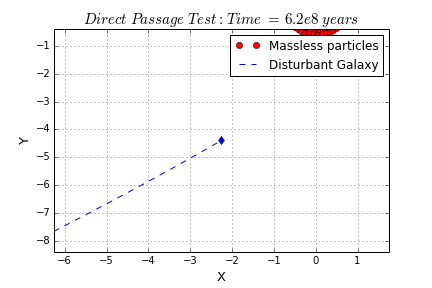 Direct Passage Test: Time = 6.2e8 years
Massless particles
Disturbant Galaxy
Y
−1
−2
−3
−4
−5
−6
−7
−8
−6 −5 −4 −3 −2 −1 0 1
X